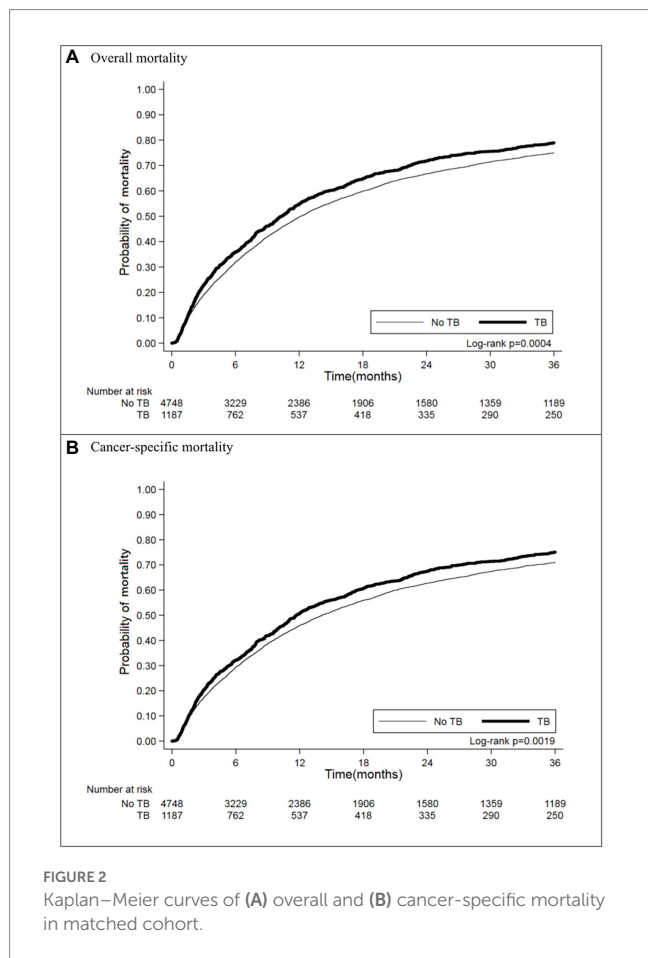 A Overall mortality
1.00
0.90
0.80
0.70
0.60
0.50
0.40
0.30
0.20
0.10
0.00
Probability of mortality
No TB TB
Log-rank p=0.0004
0 6 12 18 24 30 36
Time(months)
Number at risk
No TB 4748 3229 2386 1906 1580 1359 1189
TB 1187 762 537 418 335 290 250
B Cancer-specific mortality
1.00
0.90
0.80
0.70
0.60
0.50
0.40
0.30
0.20
0.10
0.00
Probability of mortality
No TB TB
Log-rank p=0.0019
0 6 12 18 24 30 36
Time(months)
Number at risk
No TB 4748 3229 2386 1906 1580 1359 1189
TB 1187 762 537 418 335 290 250
FIGURE 2
Kaplan–Meier curves of (A) overall and (B) cancer-specific mortality
in matched cohort.